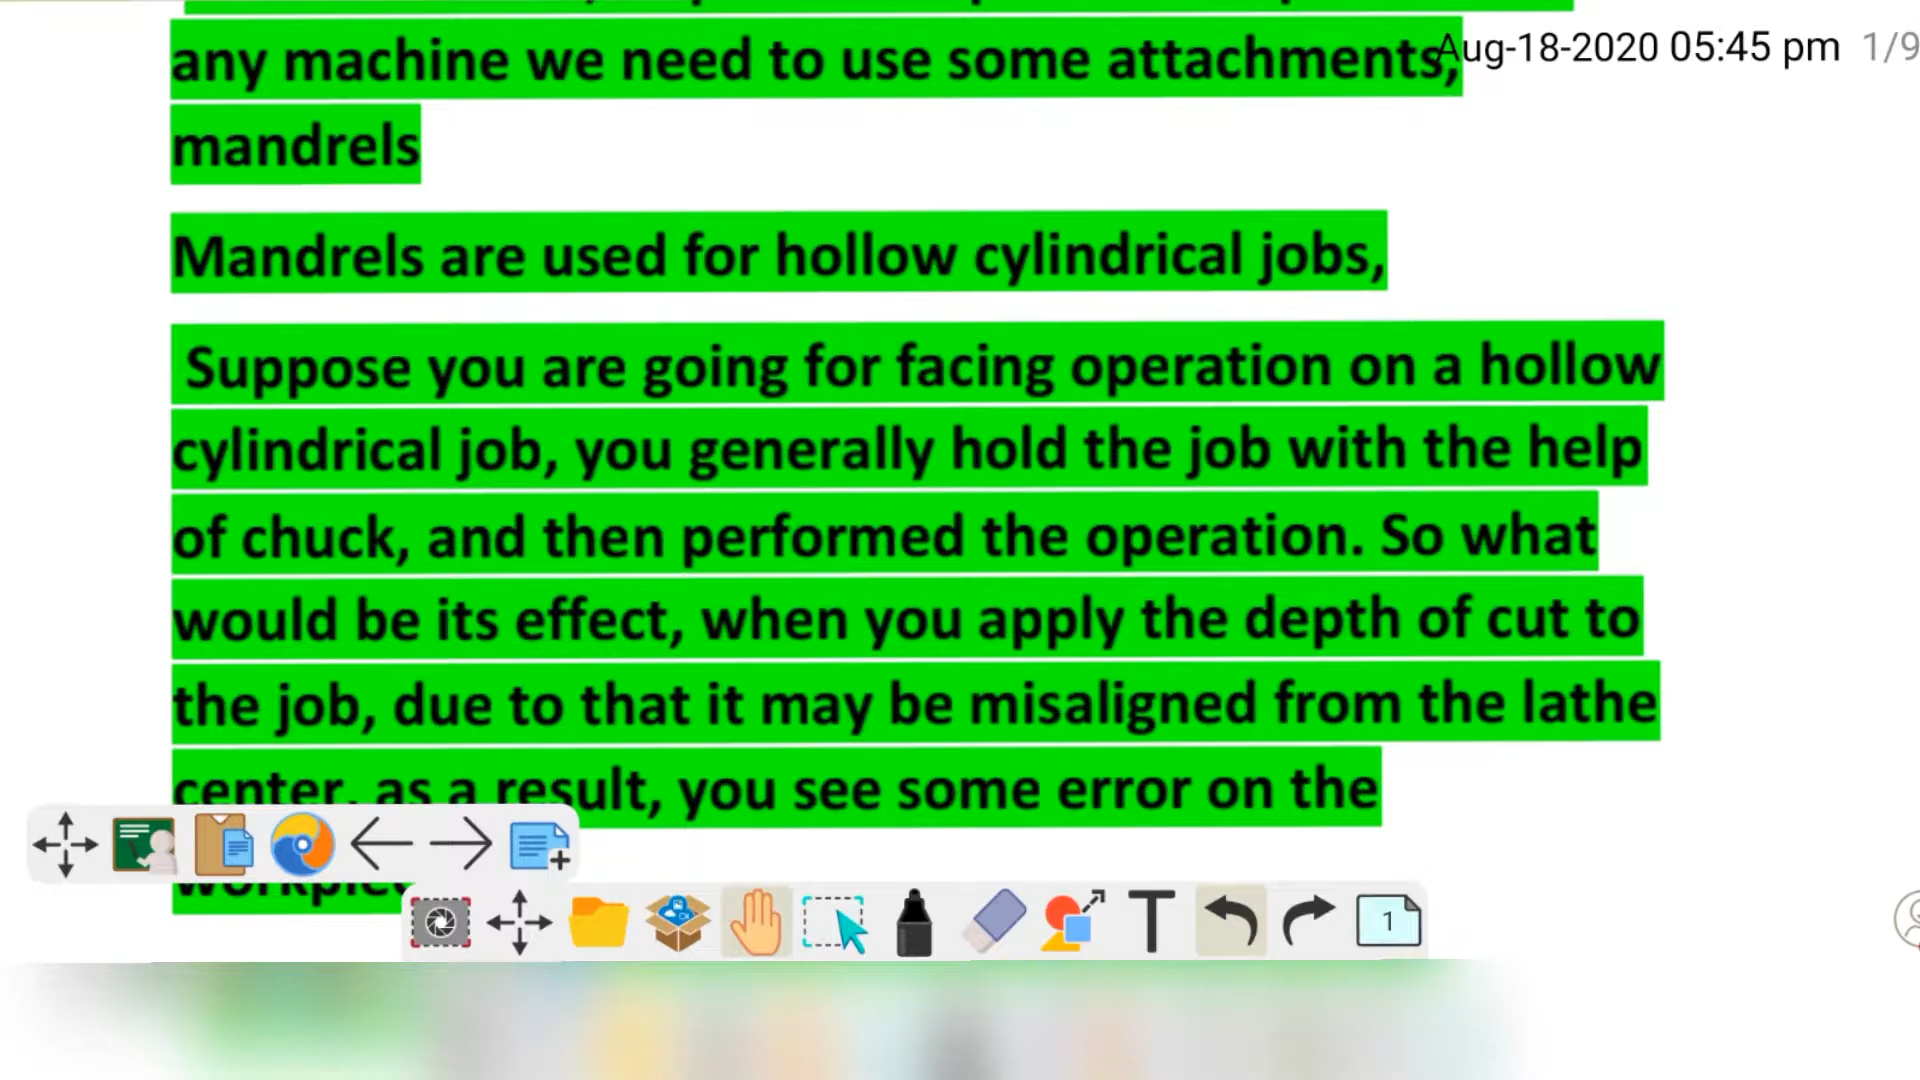 any machine we need to use some attachments,
Aug-18-2020 05:45 pm 1/9
mandrels
Mandrels are used for hollow cylindrical jobs,
Suppose you are going for facing operation on a hollow
cylindrical job, you generally hold the job with the help
of chuck, and then performed the operation. So what
would be its effect, when you apply the depth of cut to
the job, due to that it may be misaligned from the lathe
center, as a result, you see some error on the
T
1